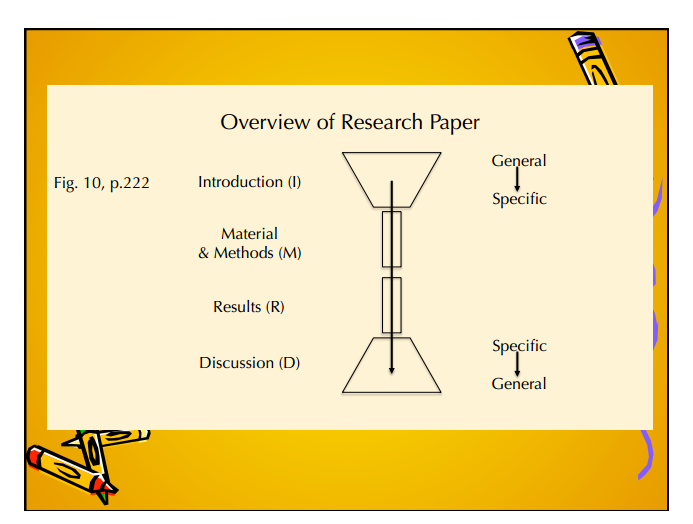 Overview of Research Paper
General
Fig. 10, p.222
Introduction (I)
Specific
Material
& Methods (M)
Results (R)
Specific
Discussion (D)
General